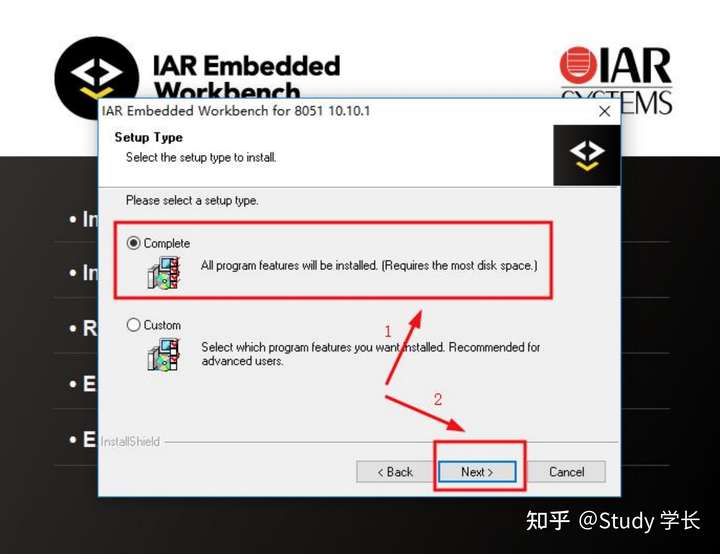 IAR Embedded
Workbench
IAR
SYSTEMS
IAR Embedded Workbench for 8051 10.10.1
Setup Type
Select the setup type to install.
Please select a setup type.
• In
Complete
• In
All program features will be installed. (Requires the most disk space.)
• R
Custom
1
Select which program features you want installed. Recommended for
advanced users.
• E
2
• E
InstallShield
< Back
Next >
Cancel
知乎 @Study 学长